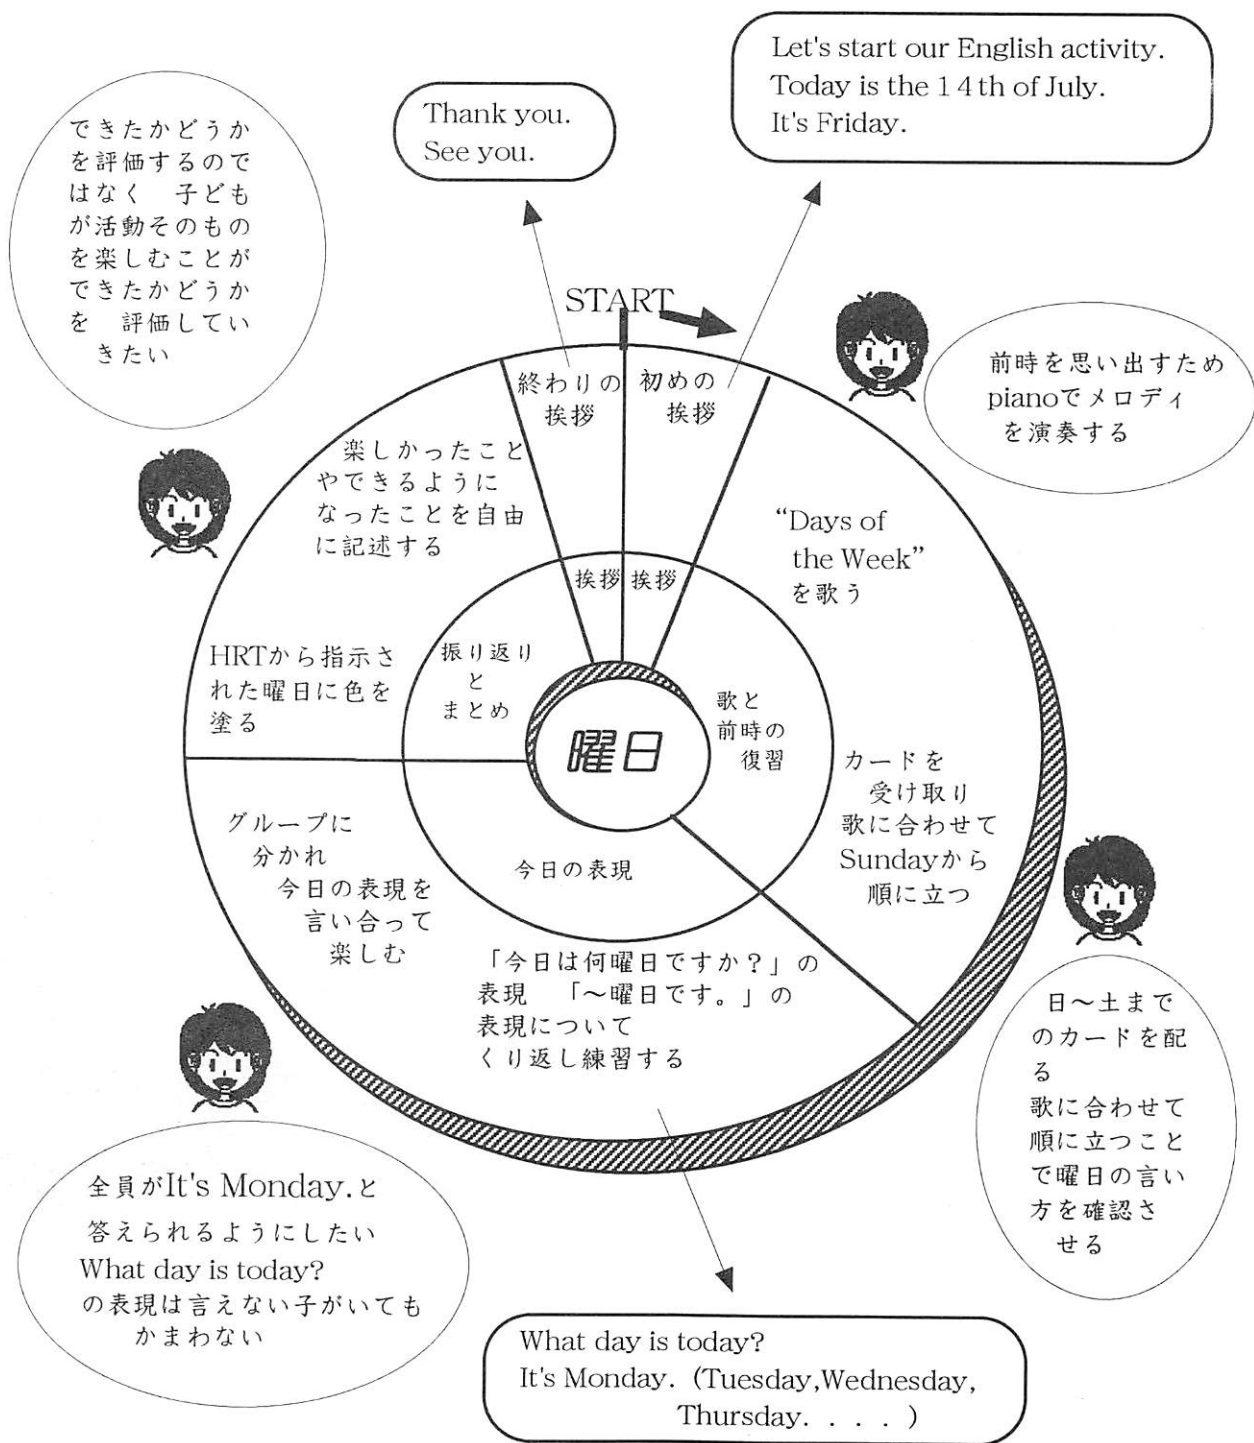 Let's start our English activity.
Today is the 14th of July.
It's Friday.
Thank you.
See you.
できたかどうか
を評価するので
はなく　子ども
が活動そのもの
を楽しむことが
できたかどうか
を　評価してい
きたい
START
終わりの
挨拶
初めの
挨拶
前時を思い出すため
pianoでメロディ
を演奏する
楽しかったこと
やできるように
なったことを自由
に記述する
“Days of
the Week”
を歌う
挨拶
挨拶
HRTから指示さ
れた曜日に色を
塗る
振り返り
と
まとめ
歌と
前時の
復習
曜日
カードを
受け取り
歌に合わせて
Sundayから
順に立つ
グループに
分かれ
今日の表現を
言い合って
楽しむ
今日の表現
「今日は何曜日ですか？」の
表現　「～曜日です。」の
表現について
くり返し練習する
日～土まで
のカードを配
る
歌に合わせて
順に立つこと
で曜日の言い
方を確認さ
せる
全員がIt's Monday.と
答えられるようにしたい
What day is today?
の表現は言えない子がいても
かまわない
What day is today?
It's Monday. (Tuesday,Wednesday,
Thursday. . . . )